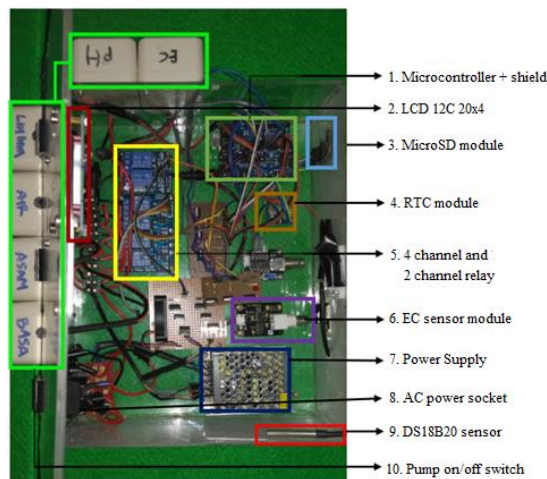 PH EC
1. Microcontroller + shield
2. LCD 12C 20x4
3. MicroSD module
4. RTC module
5. 4 channel and
2 channel relay
6. EC sensor module
7. Power Supply
8. AC power socket
9. DS18B20 sensor
10. Pump on/off switch
AIR
ASAM
BASA